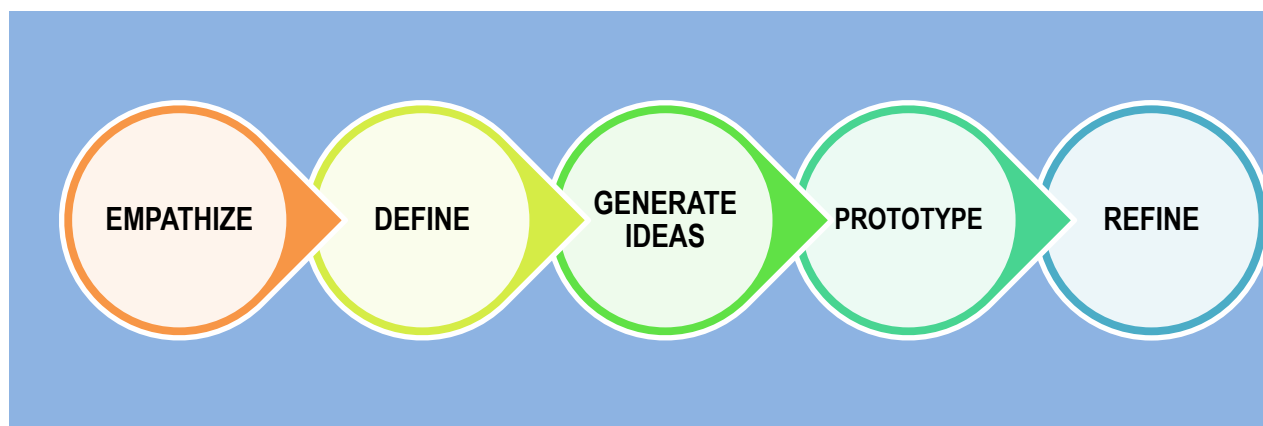 EMPATHIZE
DEFINE
GENERATE
IDEAS
PROTOTYPE
REFINE